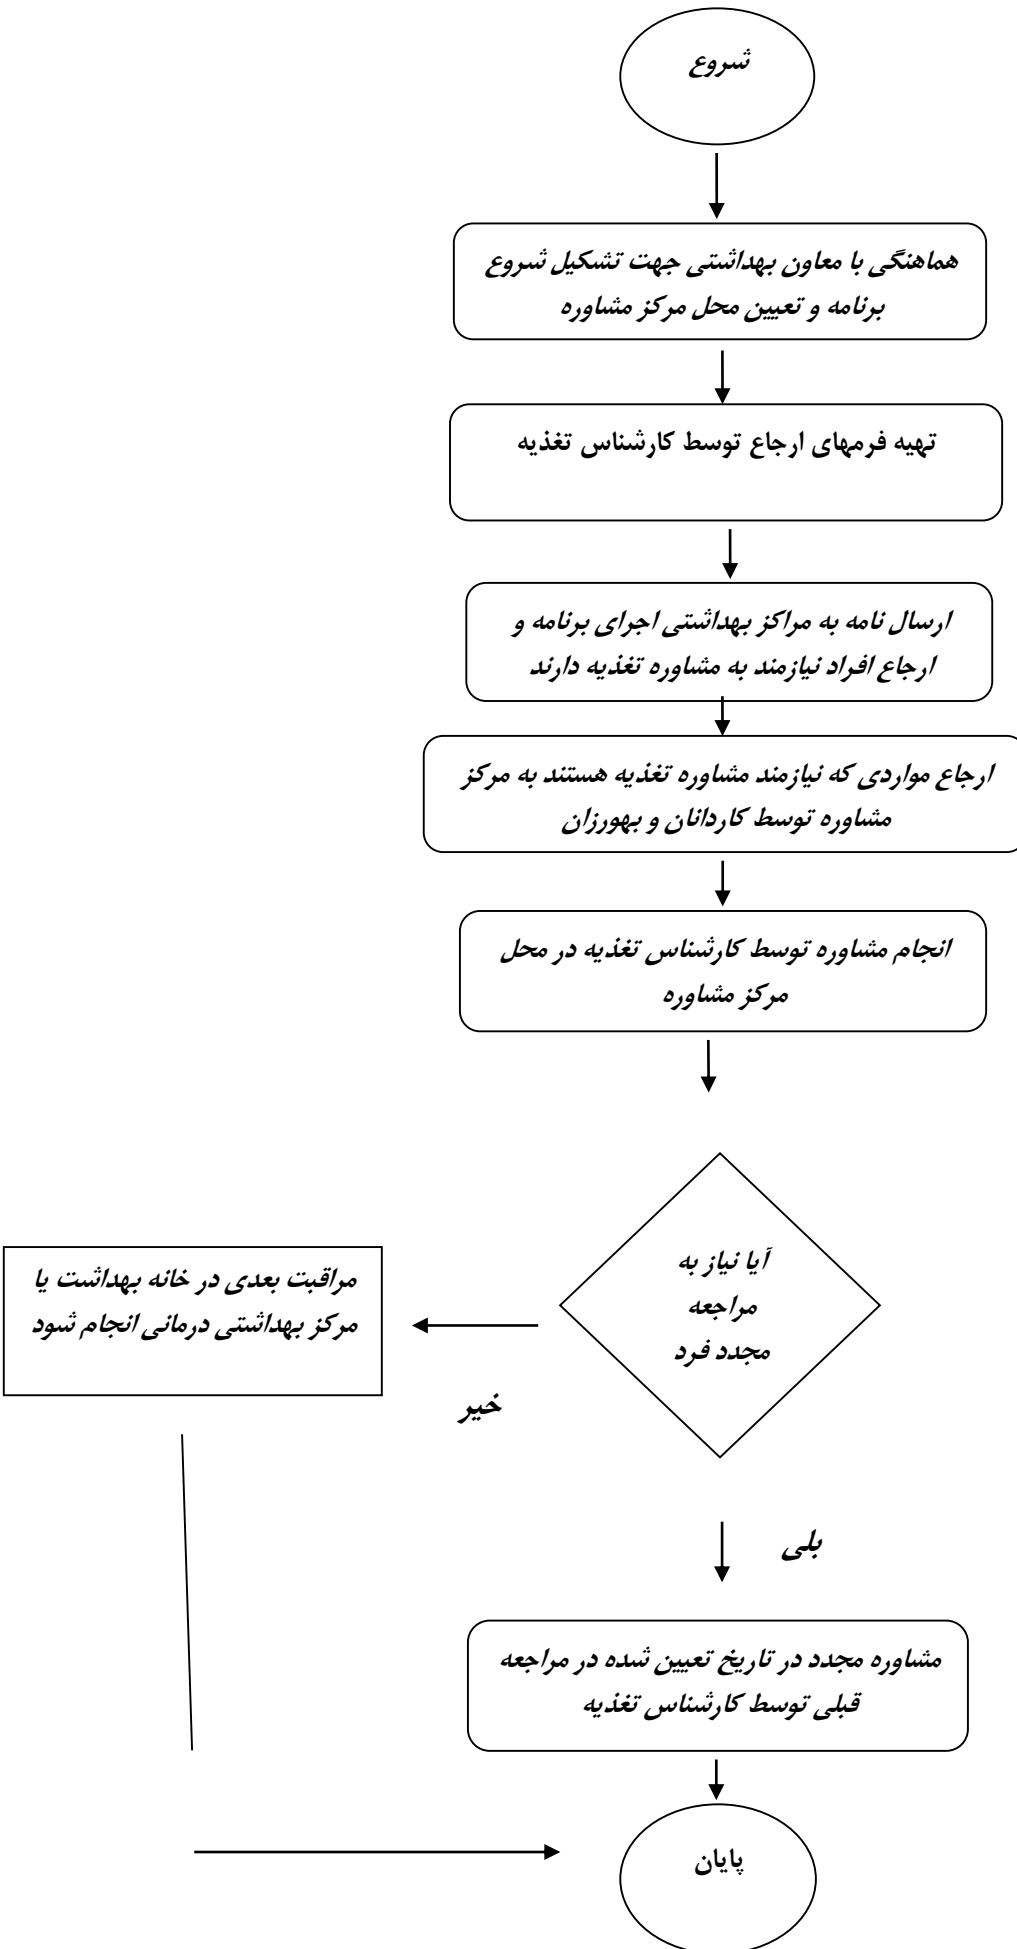 شروع
هماهنگی با معاون بهداشتی جهت تشکیل شروع
برنامه و تعیین محل مرکز مشاوره
تهیه فرمهای ارجاع توسط کارشناس تغذیه
ارسال نامه به مراکز بهداشتی اجرای برنامه و
ارجاع افراد نیازمند به مشاوره تغذیه دارند
ارجاع مواردی که نیازمند مشاوره تغذیه هستند به مرکز
مشاوره توسط کاردانان و بهورزان
انجام مشاوره توسط کارشناس تغذیه در محل
مرکز مشاوره
آیا نیاز به
مراجعه
مجدد فرد
مراقبت بعدی در خانه بهداشت یا
مرکز بهداشتی درمانی انجام شود
خیر
بلی
مشاوره مجدد در تاریخ تعیین شده در مراجعه
قبلی توسط کارشناس تغذیه
پایان